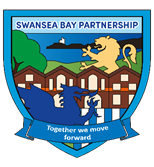 SWANSEA BAY PARTNERSHIP
Together we move
forward